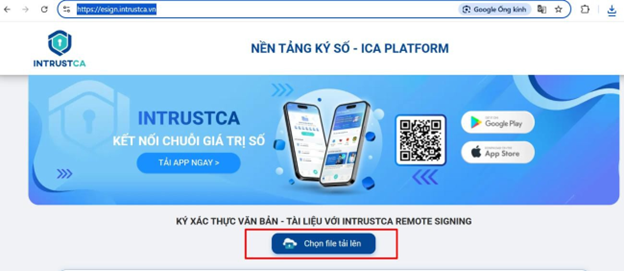 https://esign.intrustca.vn
Google Ống kính
INTRUSTCA
NỀN TẢNG KÝ SỐ - ICA PLATFORM
INTRUSTCA
KẾT NỐI CHUỖI GIÁ TRỊ SỐ
TẢI APP NGAY >
Google Play
App Store
KÝ XÁC THỰC VĂN BẢN - TÀI LIỆU VỚI INTRUSTCA REMOTE SIGNING
Chọn file tải lên